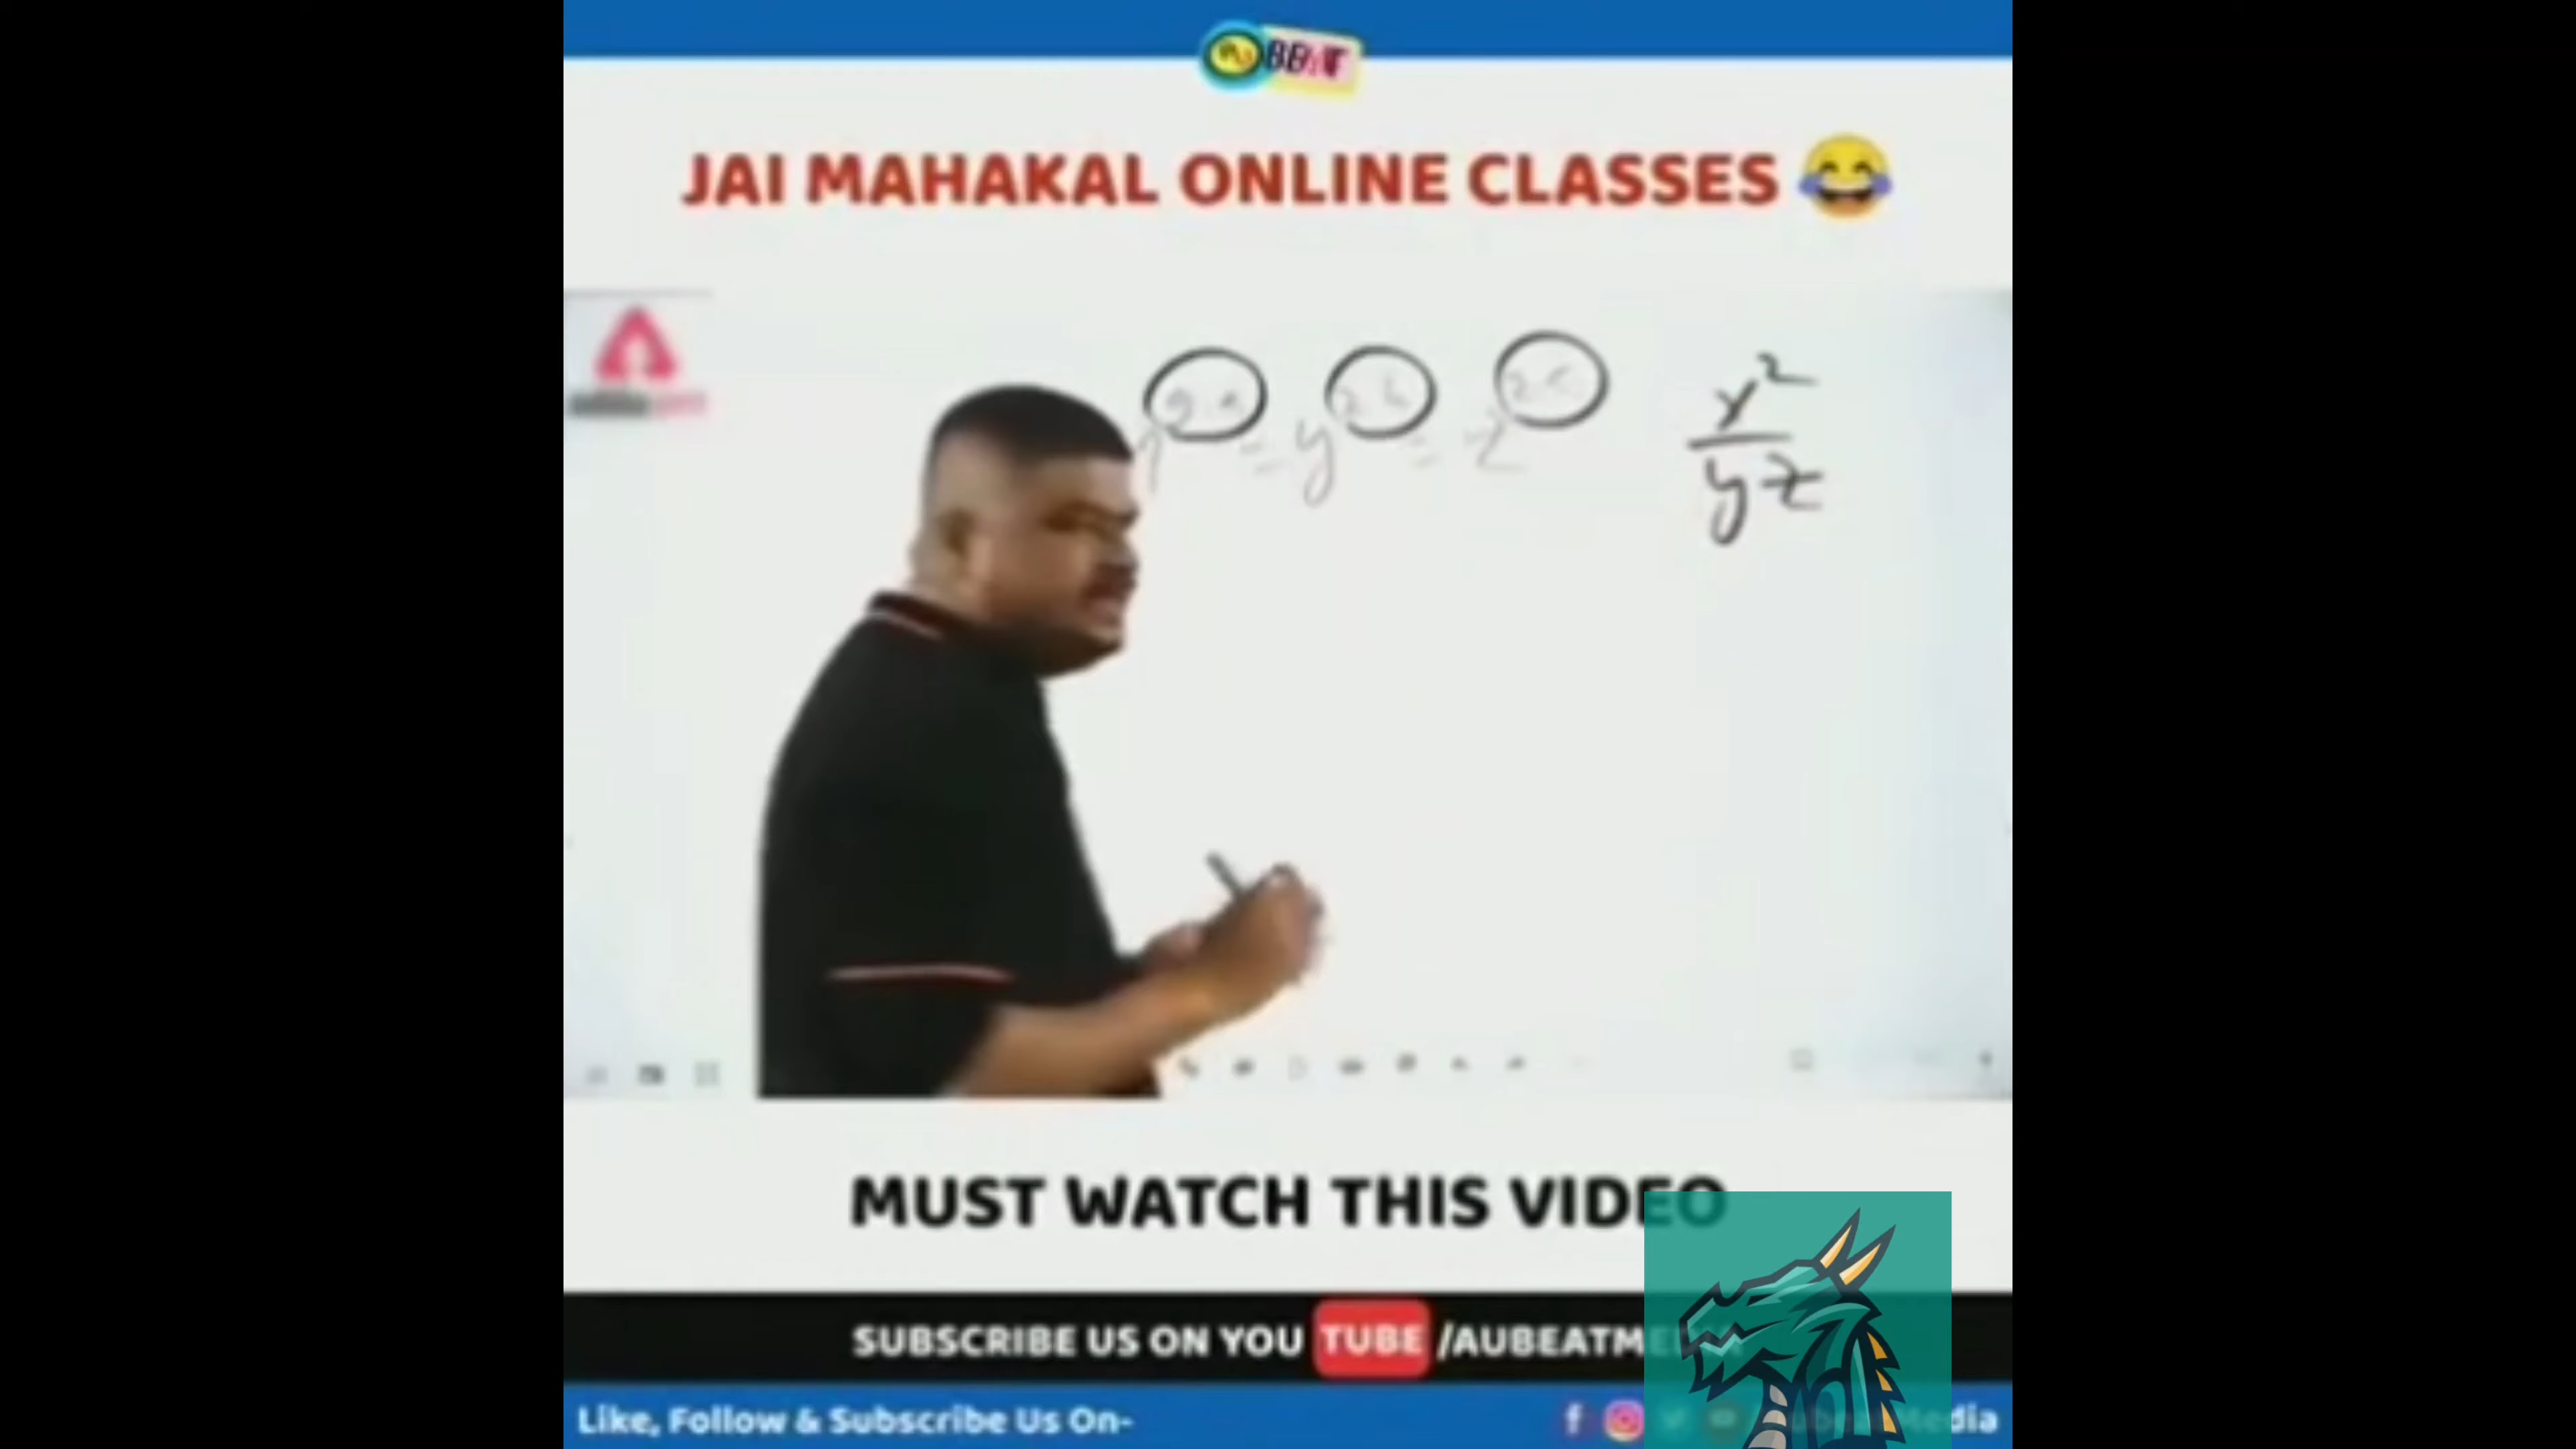 BEAT
JAI MAHAKAL ONLINE CLASSES 😂
= y = z
x²
yz
MUST WATCH THIS VIDEO
SUBSCRIBE US ON YOU TUBE /AUBEATM
Like, Follow & Subscribe Us On-